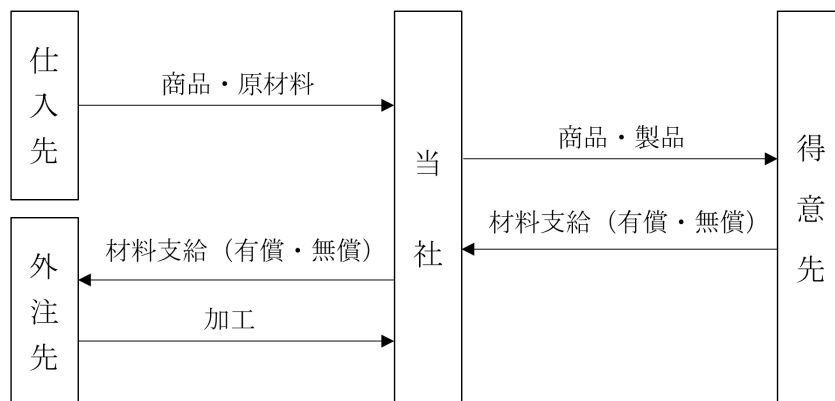 仕入先
商品・原材料
当社
商品・製品
得意先
材料支給（有償・無償）
外注先
材料支給（有償・無償）
加工